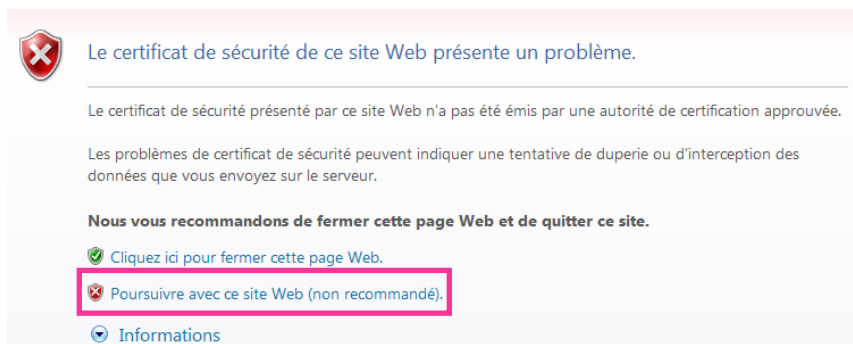 Le certificat de sécurité de ce site Web présente un problème.
Le certificat de sécurité présenté par ce site Web n'a pas été émis par une autorité de certification approuvée.
Les problèmes de certificat de sécurité peuvent indiquer une tentative de duperie ou d'interception des
données que vous envoyez sur le serveur.
Nous vous recommandons de fermer cette page Web et de quitter ce site.
Cliquez ici pour fermer cette page Web.
Poursuivre avec ce site Web (non recommandé).
Informations